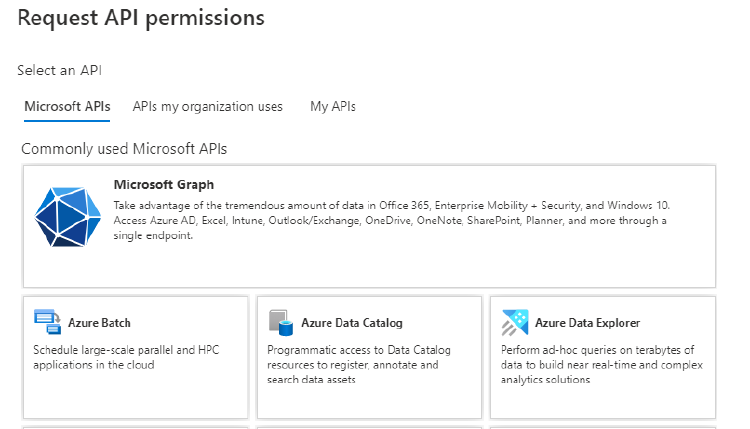 Request API permissions
Select an API
Microsoft APIs APIs my organization uses My APIs
Commonly used Microsoft APIs
Microsoft Graph
Take advantage of the tremendous amount of data in Office 365, Enterprise Mobility + Security, and Windows 10.
Access Azure AD, Excel, Intune, Outlook/Exchange, OneDrive, OneNote, SharePoint, Planner, and more through a
single endpoint.
Azure Batch
Schedule large-scale parallel and HPC
applications in the cloud
Azure Data Catalog
Programmatic access to Data Catalog
resources to register, annotate and
search data assets
Azure Data Explorer
Perform ad-hoc queries on terabytes of
data to build near real-time and complex
analytics solutions